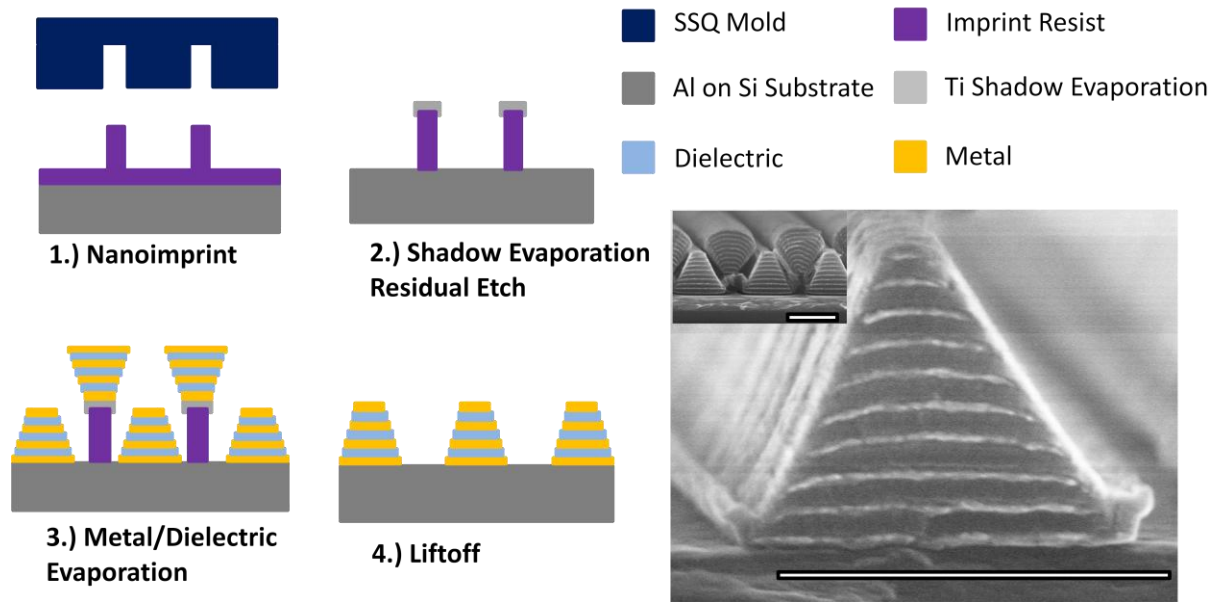 SSQ Mold
Imprint Resist
Al on Si Substrate
Ti Shadow Evaporation
Dielectric
Metal
1.) Nanoimprint
2.) Shadow Evaporation
Residual Etch
3.) Metal/Dielectric
Evaporation
4.) Liftoff